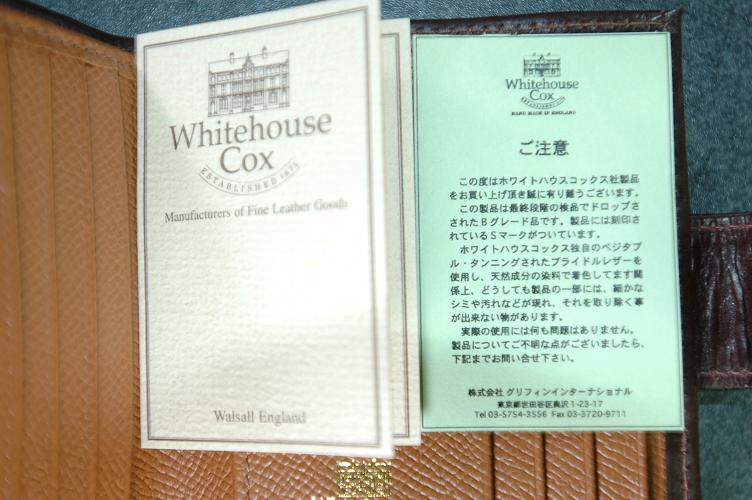 Whitehouse
Cox
ESTABLISHED 1875
Manufacturers of Fine Leather Goods
Walsall England
Whitehouse
Cox
HAND MADE IN ENGLAND
ご注意
この度はホワイトハウスコックス社製品
をお買い上げ頂き誠に有り難うございます。
この製品は最終段階の検品でドロップさ
されたBグレード品です。製品には刻印さ
れているSマークがついています。
ホワイトハウスコックス独自のベジタブ
ル・タンニングされたブライドルレザーを
使用し、天然成分の染料で着色してます関
係上、どうしても製品の一部には、細かな
シミや汚れなどが現れ、それを取り除く事
が出来ない物があります。
実際の使用には何も問題はありません。
製品についてご不明な点がございましたら、
下記までお問い合せ下さい。
株式会社 グリフィンインターナショナル
東京都世田谷区奥沢1-23-17
Tel 03-5754-3556 Fax 03-3720-9711